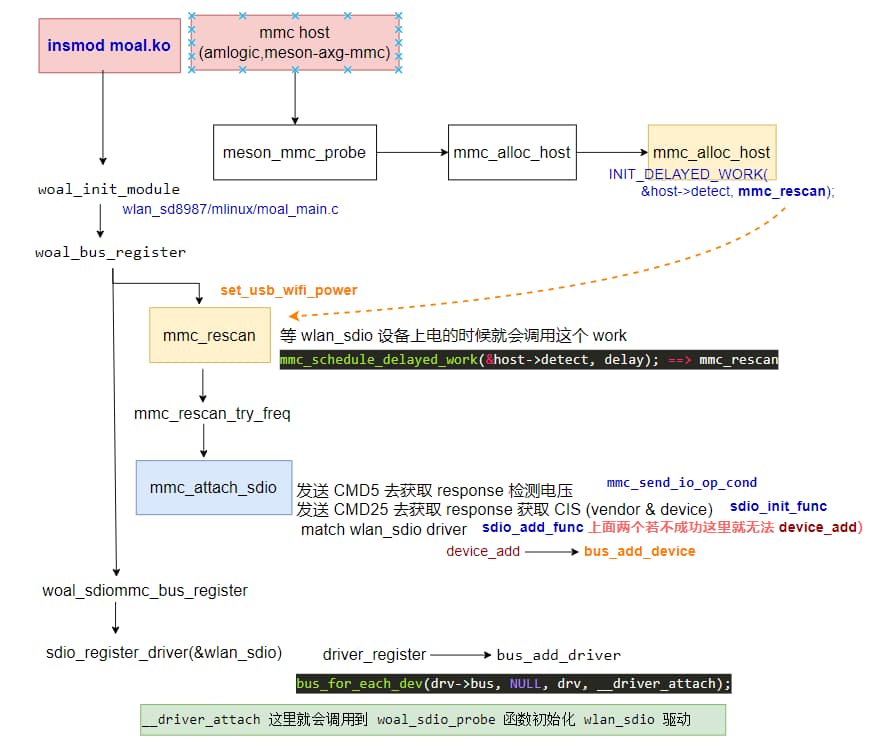 insmod moal.ko
mmc host
(amlogic,meson-axg-mmc)
meson_mmc_probe
mmc_alloc_host
mmc_alloc_host
INIT_DELAYED_WORK(
&host->detect, mmc_rescan);
woal_init_module
wlan_sd8987/mlinux/moal_main.c
woal_bus_register
set_usb_wifi_power
mmc_rescan
等 wlan_sdio 设备上电的时候就会调用这个 work
mmc_schedule_delayed_work(&host->detect, delay); ==> mmc_rescan
mmc_rescan_try_freq
mmc_attach_sdio
发送 CMD5 去获取 response 检测电压 mmc_send_io_op_cond
发送 CMD25 去获取 response 获取 CIS (vendor & device) sdio_init_func
match wlan_sdio driver sdio_add_func 上面两个若不成功这里就无法 device_add)
device_add bus_add_device
woal_sdiommc_bus_register
sdio_register_driver(&wlan_sdio) driver_register bus_add_driver
bus_for_each_dev(drv->bus, NULL, drv, __driver_attach);
__driver_attach 这里就会调用到 woal_sdio_probe 函数初始化 wlan_sdio 驱动